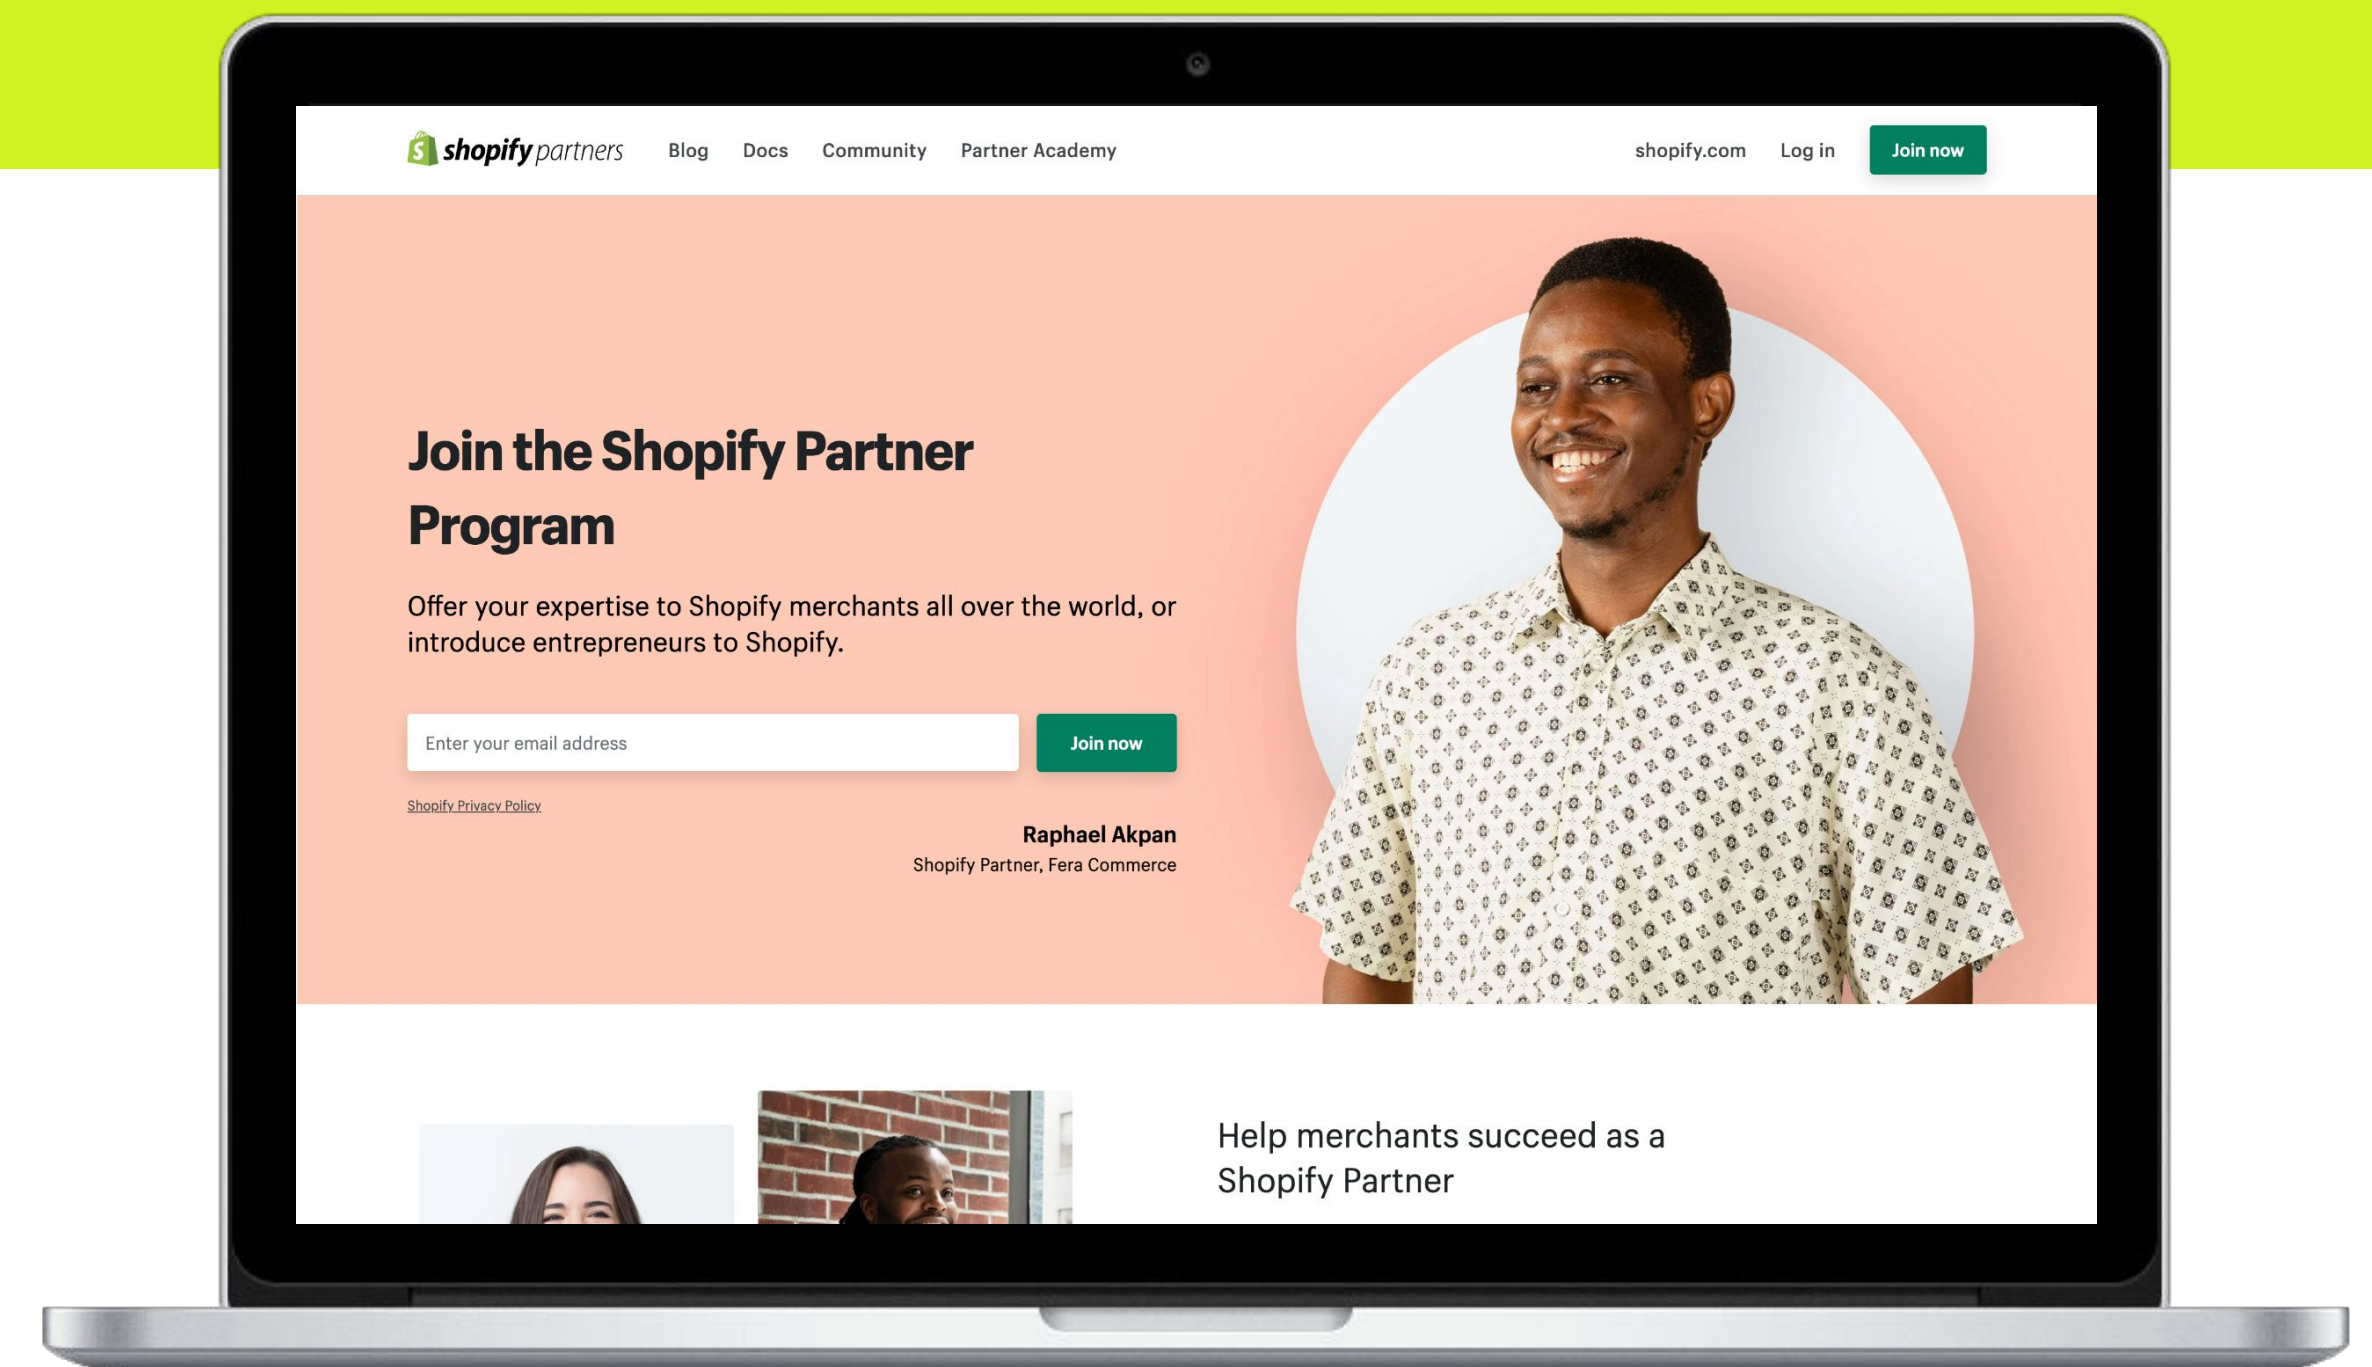 shopify partners
Blog
Docs
Community
Partner Academy
shopify.com
Log in
Join now
Join the Shopify Partner
Program
Offer your expertise to Shopify merchants all over the world, or
introduce entrepreneurs to Shopify.
Enter your email address
Join now
Shopify Privacy Policy
Raphael Akpan
Shopify Partner, Fera Commerce
Help merchants succeed as a
Shopify Partner